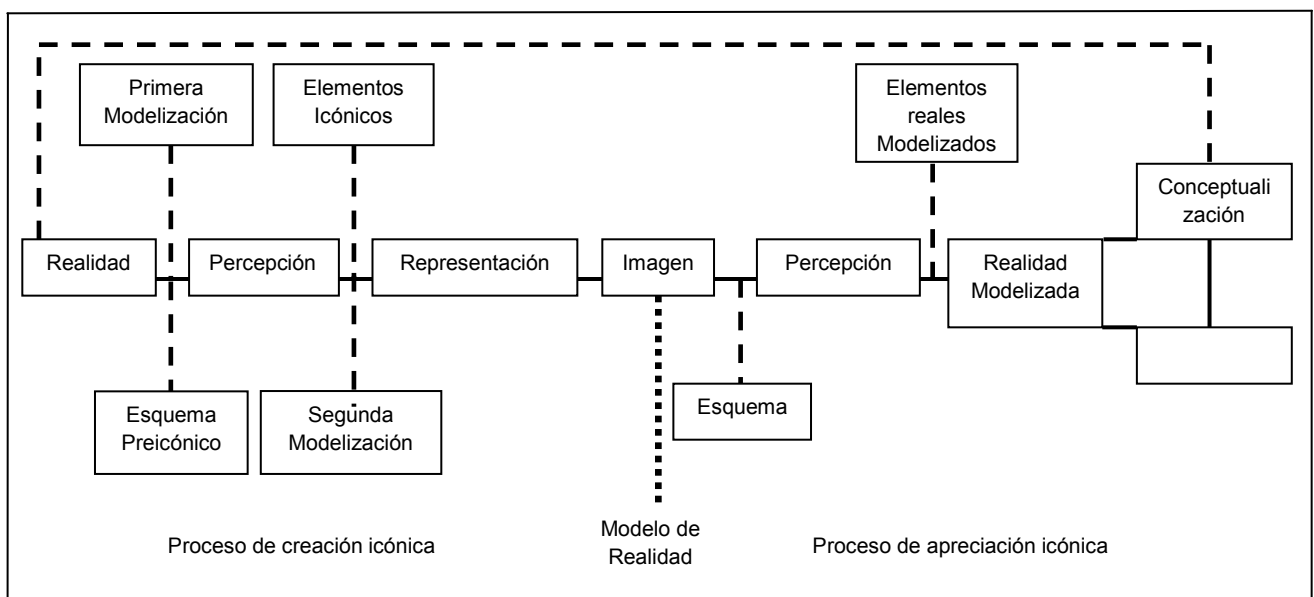 Primera
Modelización
Elementos
Icónicos
Elementos
reales
Modelizados
Conceptuali
zación
Realidad
Percepción
Representación
Imagen
Percepción
Realidad
Modelizada
Esquema
Preicónico
Segunda
Modelización
Esquema
Proceso de creación icónica
Modelo de
Realidad
Proceso de apreciación icónica